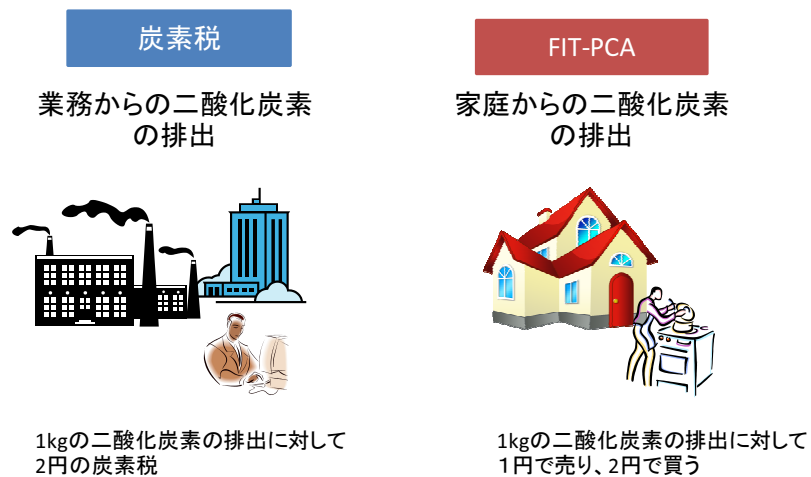 炭素税
業務からの二酸化炭素
の排出
1kgの二酸化炭素の排出に対して
2円の炭素税
FIT-PCA
家庭からの二酸化炭素
の排出
1kgの二酸化炭素の排出に対して
１円で売り、2円で買う